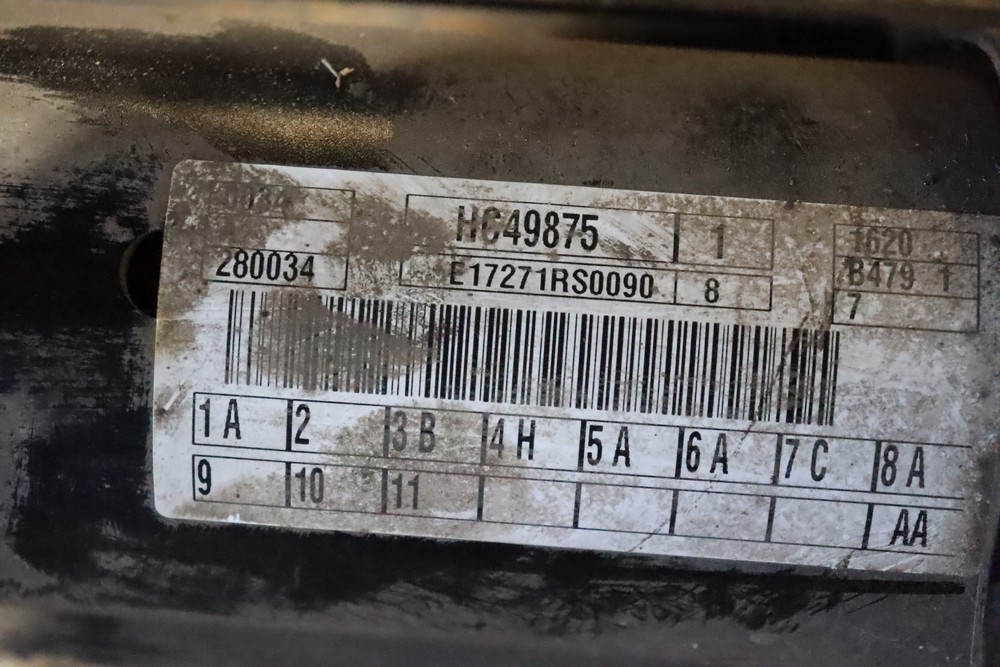 0034 HC49875 1 1620
280034 E17271RS0090 8 B479 1
7
1A 2 3B 4H 5A 6A 7C 8A
9 10 11 AA